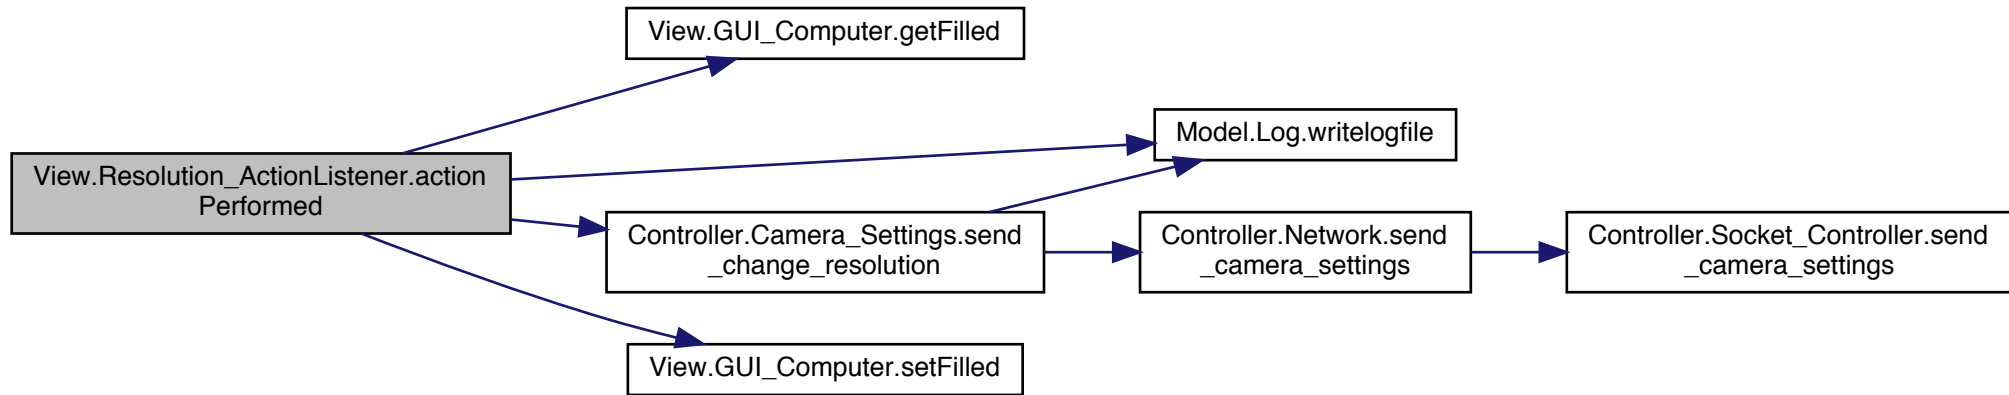 View.GUI_Computer.getFilled
Model.Log.writelogfile
View.Resolution_ActionListener.action
Performed
Controller.Camera_Settings.send
_change_resolution
Controller.Network.send
_camera_settings
Controller.Socket_Controller.send
_camera_settings
View.GUI_Computer.setFilled